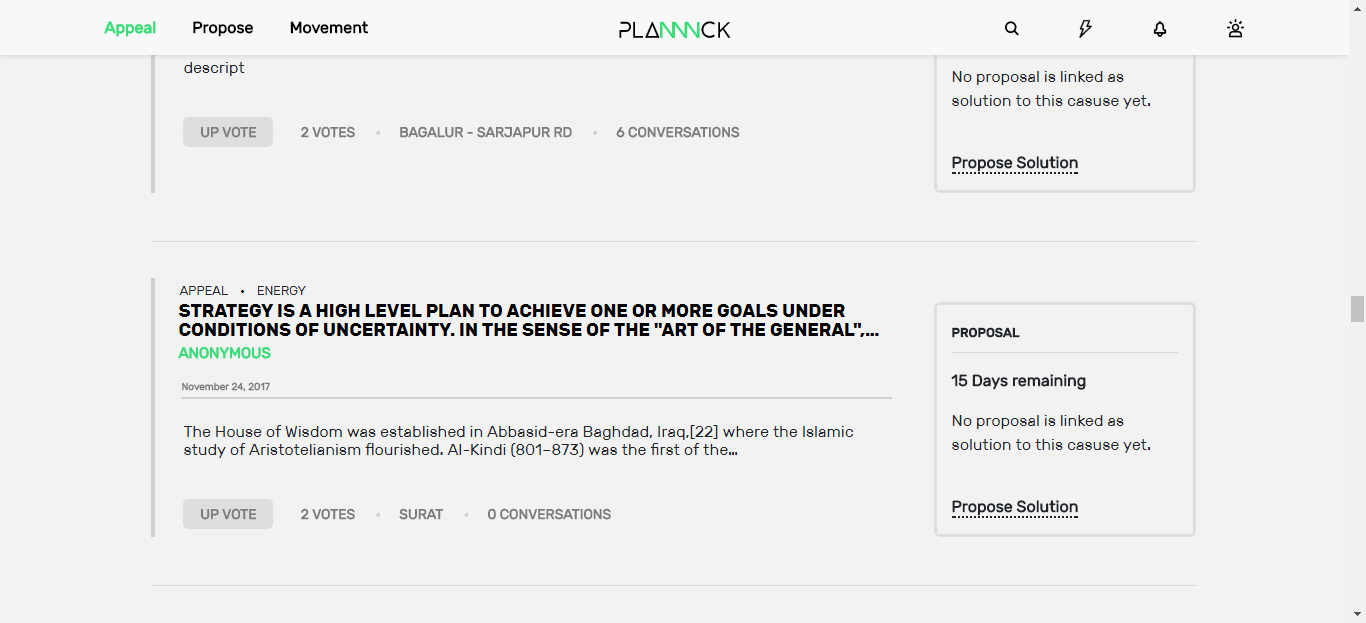 Appeal Propose Movement PLANNNCK
descript
UP VOTE 2 VOTES • BAGALUR - SARJAPUR RD • 6 CONVERSATIONS
No proposal is linked as
solution to this casuse yet.
Propose Solution
APPEAL • ENERGY
STRATEGY IS A HIGH LEVEL PLAN TO ACHIEVE ONE OR MORE GOALS UNDER
CONDITIONS OF UNCERTAINTY. IN THE SENSE OF THE "ART OF THE GENERAL",...
ANONYMOUS
November 24, 2017
The House of Wisdom was established in Abbasid-era Baghdad, Iraq,[22] where the Islamic
study of Aristotelianism flourished. Al-Kindi (801–873) was the first of the...
UP VOTE 2 VOTES • SURAT • 0 CONVERSATIONS
PROPOSAL
15 Days remaining
No proposal is linked as
solution to this casuse yet.
Propose Solution